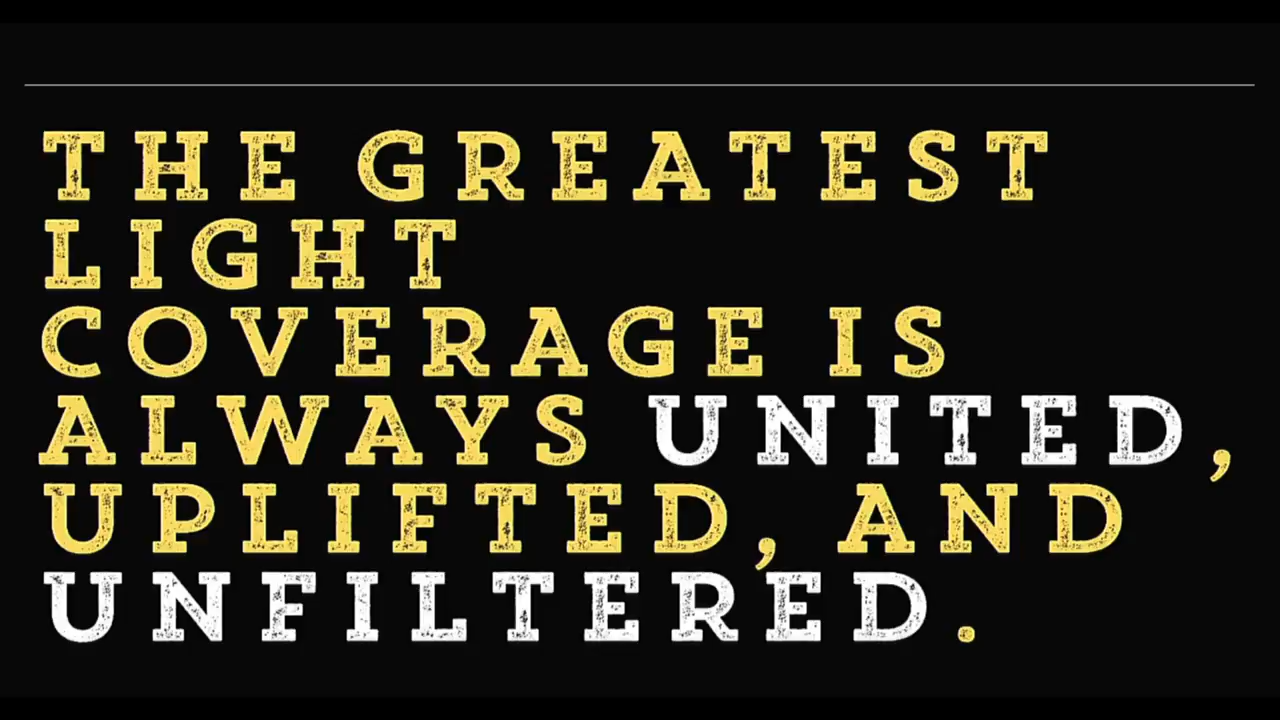 THE GREATEST
LIGHT
COVERAGE IS
ALWAYS UNITED,
UPLIFTED, AND
UNFILTERED.